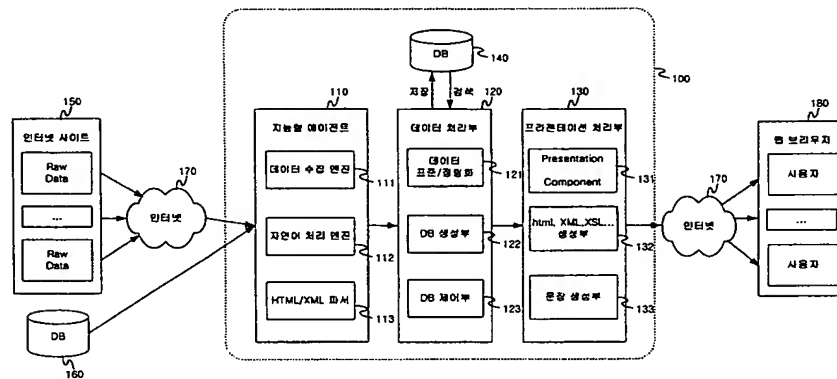 DB
140
저장
검색
100
150
인터넷 사이트
Raw
Data
...
Raw
Data
170
인터넷
DB
160
110
지능형 에이전트
데이터 수집 엔진
111
자연어 처리 엔진
112
HTML/XML 파서
113
120
데이터 처리부
데이터
표준/정형화
121
DB 생성부
122
DB 제어부
123
130
프리젠테이션 처리부
Presentation
Component
131
html, XML,XSL...
생성부
132
문장 생성부
133
170
인터넷
180
웹 브라우저
사용자
...
사용자